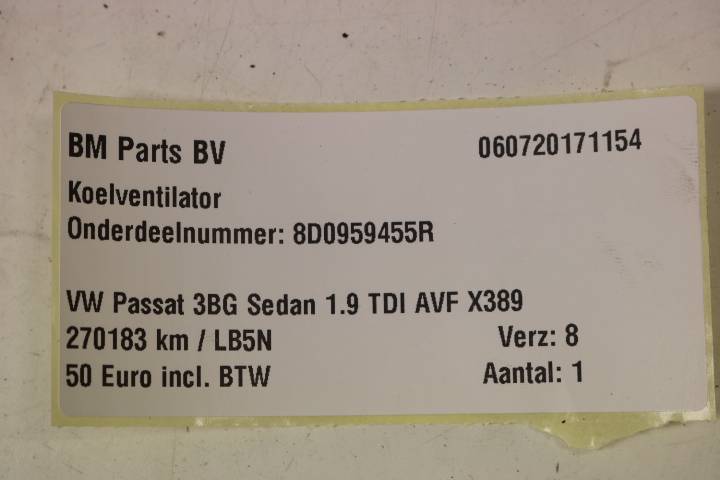 BM Parts BV 060720171154
Koelventilator
Onderdeelnummer: 8D0959455R
VW Passat 3BG Sedan 1.9 TDI AVF X389
270183 km / LB5N Verz: 8
50 Euro incl. BTW Aantal: 1